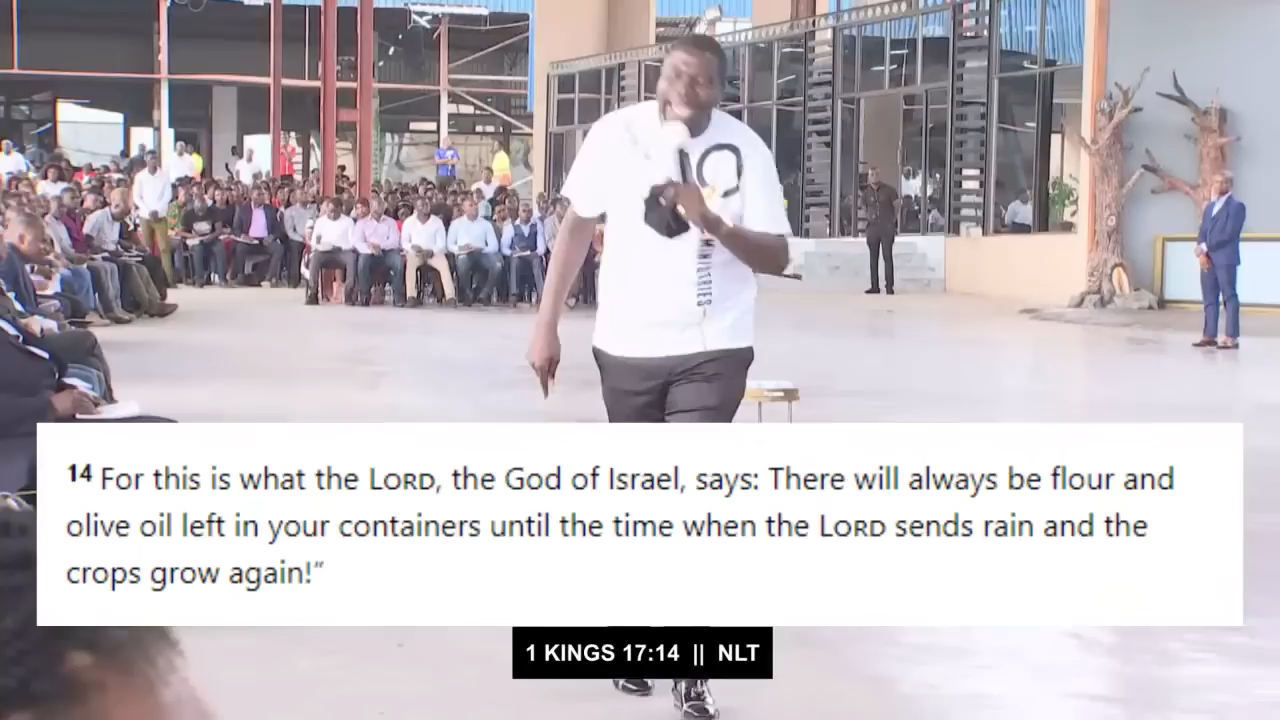 MINISTRIES
14 For this is what the LORD, the God of Israel, says: There will always be flour and
olive oil left in your containers until the time when the LORD sends rain and the
crops grow again!”
1 KINGS 17:14 || NLT